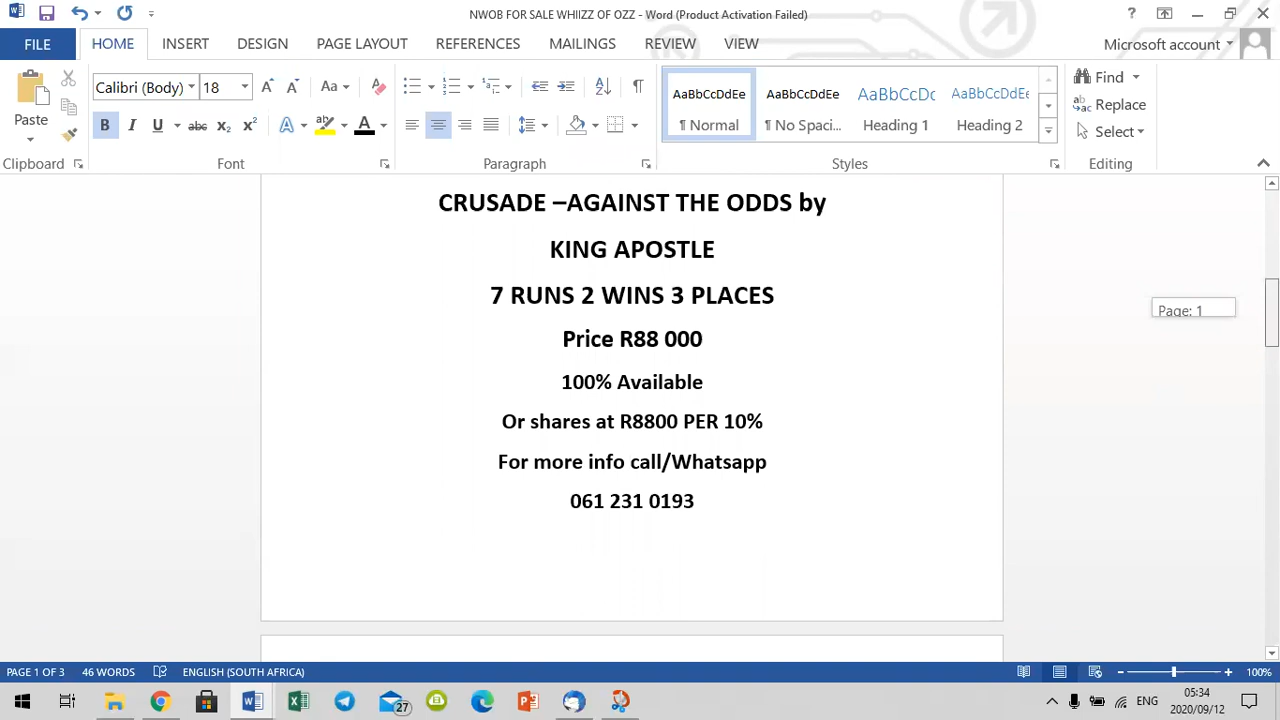 NWOB FOR SALE WHIIZZ OF OZZ - Word (Product Activation Failed)
FILE HOME INSERT DESIGN PAGE LAYOUT REFERENCES MAILINGS REVIEW VIEW Microsoft account
Paste
Calibri (Body) 18
Aa
B I U abc x₂ x² A A
AaBbCcDdEe AaBbCcDdEe AaBbCcDc AaBbCcDdEe
¶ Normal ¶ No Spaci... Heading 1 Heading 2
Find
Replace
Select
Clipboard Font Paragraph Styles Editing
CRUSADE –AGAINST THE ODDS by
KING APOSTLE
7 RUNS 2 WINS 3 PLACES
Price R88 000
100% Available
Or shares at R8800 PER 10%
For more info call/Whatsapp
061 231 0193
Page: 1
PAGE 1 OF 3 46 WORDS ENGLISH (SOUTH AFRICA) 100%
27
ENG
05:34
2020/09/12